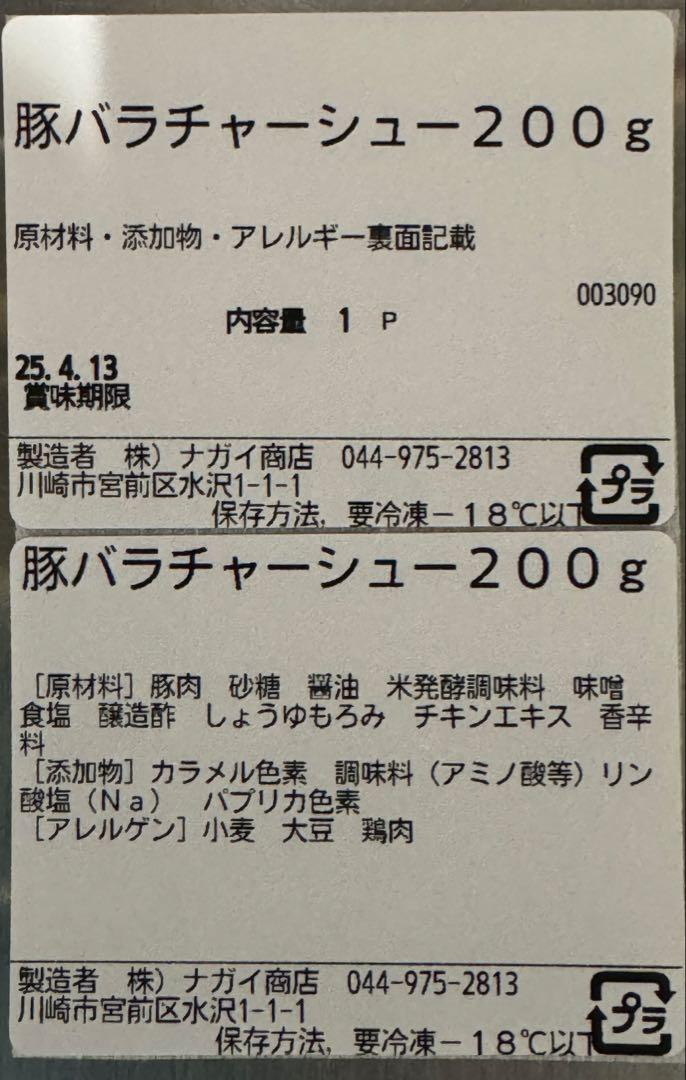 豚バラチャーシュー２００ｇ
原材料・添加物・アレルギー裏面記載
003090
内容量　1　P
25.4.13
賞味期限
製造者　株）ナガイ商店　044-975-2813
川崎市宮前区水沢1-1-1
保存方法，要冷凍－１８℃以下
プラ
豚バラチャーシュー２００ｇ
［原材料］豚肉　砂糖　醤油　米発酵調味料　味噌
食塩　醸造酢　しょうゆもろみ　チキンエキス　香辛
料
［添加物］カラメル色素　調味料（アミノ酸等）リン
酸塩（Ｎａ）　パプリカ色素
［アレルゲン］小麦　大豆　鶏肉
製造者　株）ナガイ商店　044-975-2813
川崎市宮前区水沢1-1-1
保存方法，要冷凍－１８℃以下
プラ